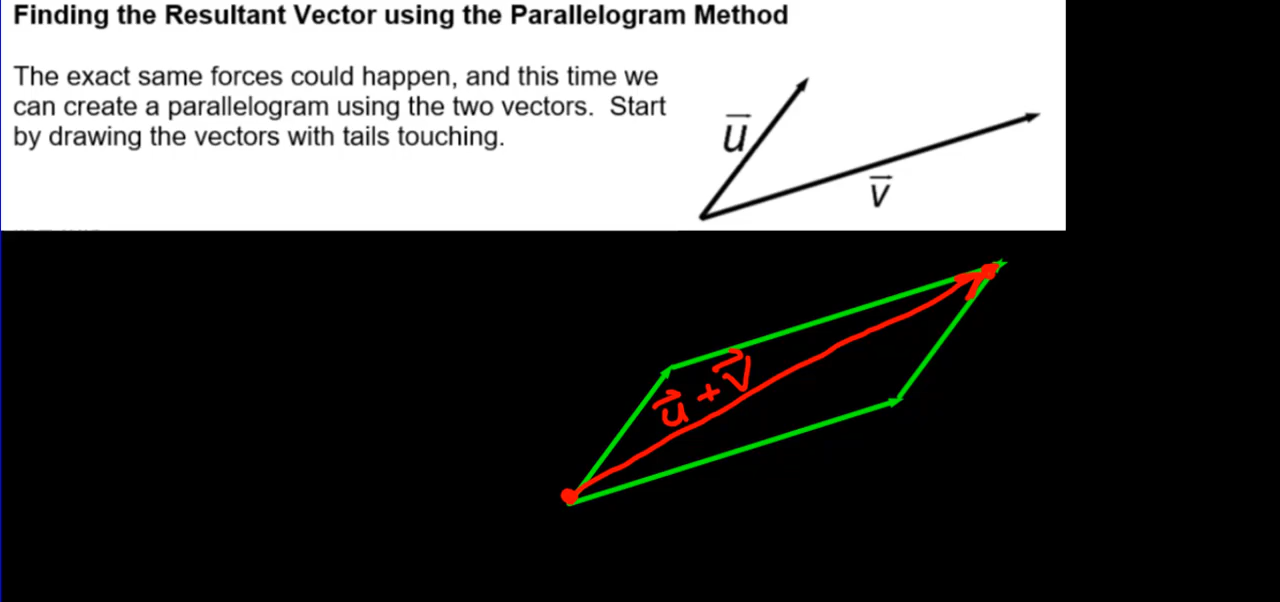 Finding the Resultant Vector using the Parallelogram Method
The exact same forces could happen, and this time we
can create a parallelogram using the two vectors. Start
by drawing the vectors with tails touching.
u⃗
v⃗
u⃗ + v⃗